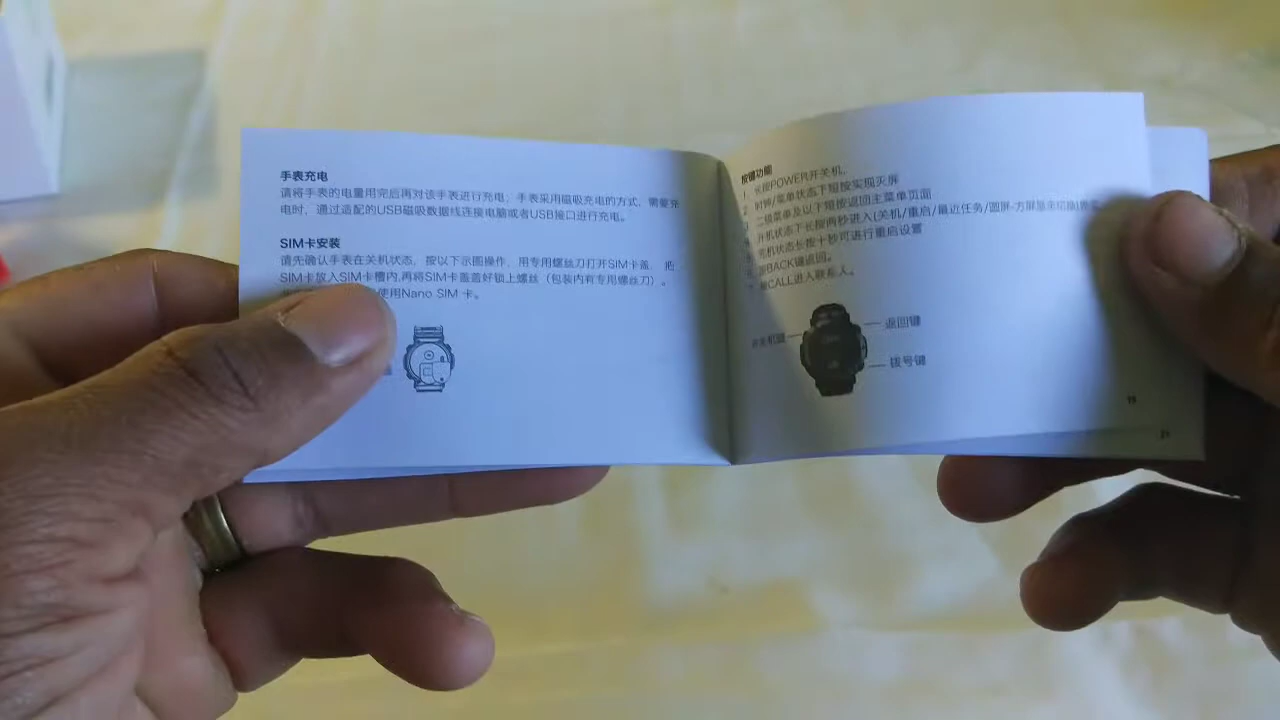 手表充电
请将手表的电量用完后再对该手表进行充电，手表采用磁吸充电的方式，需要充
电时，通过适配的USB磁吸数据线连接电脑或者USB接口进行充电。
SIM卡安装
请先确认手表在关机状态，按以下示图操作，用专用螺丝刀打开SIM卡盖，把
SIM卡放入SIM卡槽内,再将SIM卡盖盖好锁上螺丝（包装内有专用螺丝刀）。
使用Nano SIM 卡。
按键功能
长按POWER开关机,
时钟/菜单状态下短按实现灭屏
二级菜单及以下短按返回主菜单页面
开机状态下长按两秒进入(关机/重启/最近任务/圆屏-方屏显示切换)界面
死机状态长按十秒可进行重启设置
按BACK键返回。
CALL进入联系人。
开关机键
返回键
拨号键
19
21